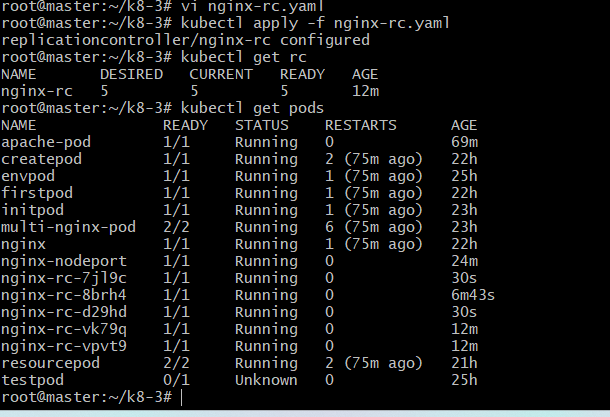 root@master:~/k8-3# vi nginx-rc.yaml
root@master:~/k8-3# kubectl apply -f nginx-rc.yaml
replicationcontroller/nginx-rc configured
root@master:~/k8-3# kubectl get rc
NAME       DESIRED   CURRENT   READY   AGE
nginx-rc   5         5         5       12m
root@master:~/k8-3# kubectl get pods
NAME              READY   STATUS    RESTARTS      AGE
apache-pod        1/1     Running   0             69m
createpod         1/1     Running   2 (75m ago)   22h
envpod            1/1     Running   1 (75m ago)   25h
firstpod          1/1     Running   1 (75m ago)   22h
initpod           1/1     Running   1 (75m ago)   23h
multi-nginx-pod   2/2     Running   6 (75m ago)   23h
nginx             1/1     Running   1 (75m ago)   22h
nginx-nodeport    1/1     Running   0             24m
nginx-rc-7jl9c    1/1     Running   0             30s
nginx-rc-8brh4    1/1     Running   0             6m43s
nginx-rc-d29hd    1/1     Running   0             30s
nginx-rc-vk79q    1/1     Running   0             12m
nginx-rc-vpvt9    1/1     Running   0             12m
resourcepod       2/2     Running   2 (75m ago)   21h
testpod           0/1     Unknown   0             25h
root@master:~/k8-3#